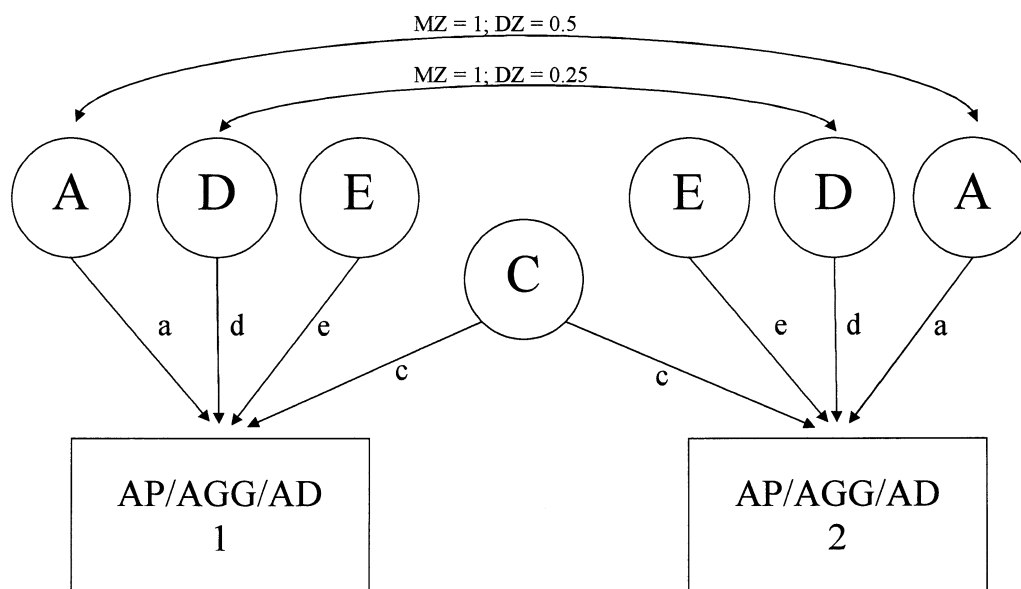 MZ = 1; DZ = 0.5
MZ = 1; DZ = 0.25
A D E E D A
C
a d e e d a
c c
AP/AGG/AD AP/AGG/AD
1 2